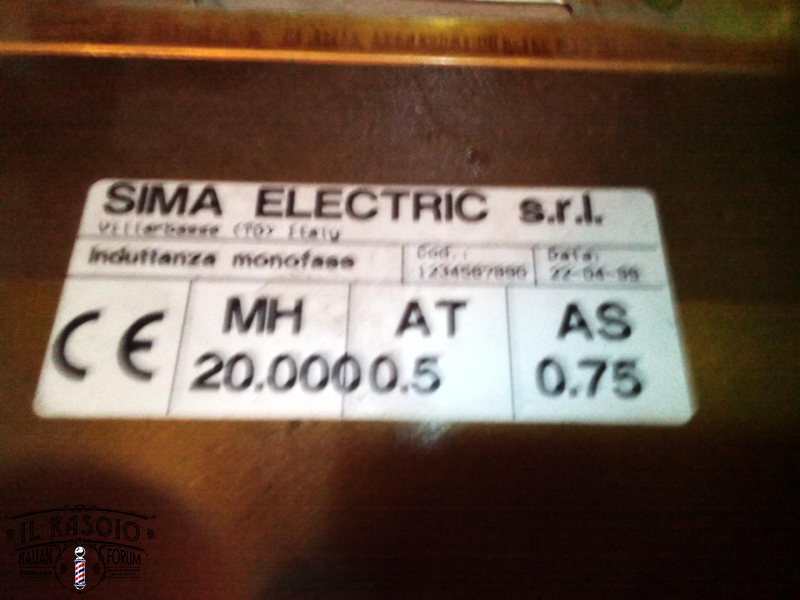 SIMA ELECTRIC s.r.l.
Villarbasse (TO) Italy
Induttanza monofase
Cod.:
1234567890
Data:
22-04-99
CE
MH
20.000
AT
0.5
AS
0.75
IL RASOIO
ITALIAN FORUM